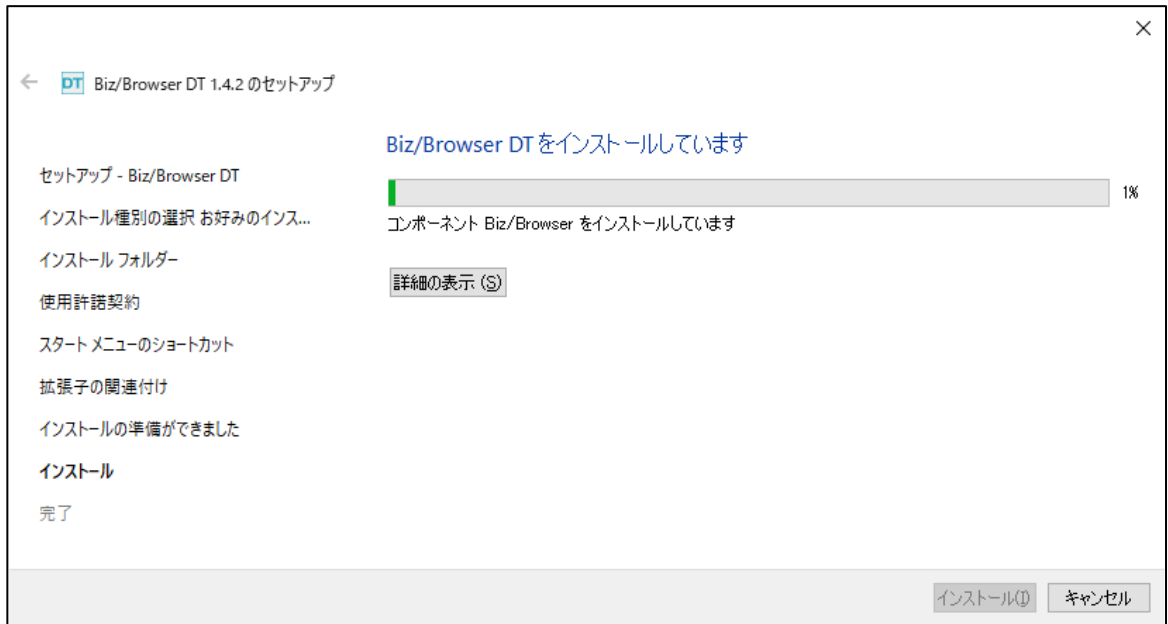 DT Biz/Browser DT 1.4.2 のセットアップ
セットアップ - Biz/Browser DT
インストール種別の選択 お好みのインス...
インストール フォルダー
使用許諾契約
スタート メニューのショートカット
拡張子の関連付け
インストールの準備ができました
インストール
完了
Biz/Browser DT をインストールしています
1%
コンポーネント Biz/Browser をインストールしています
詳細の表示 (S)
インストール(I)
キャンセル